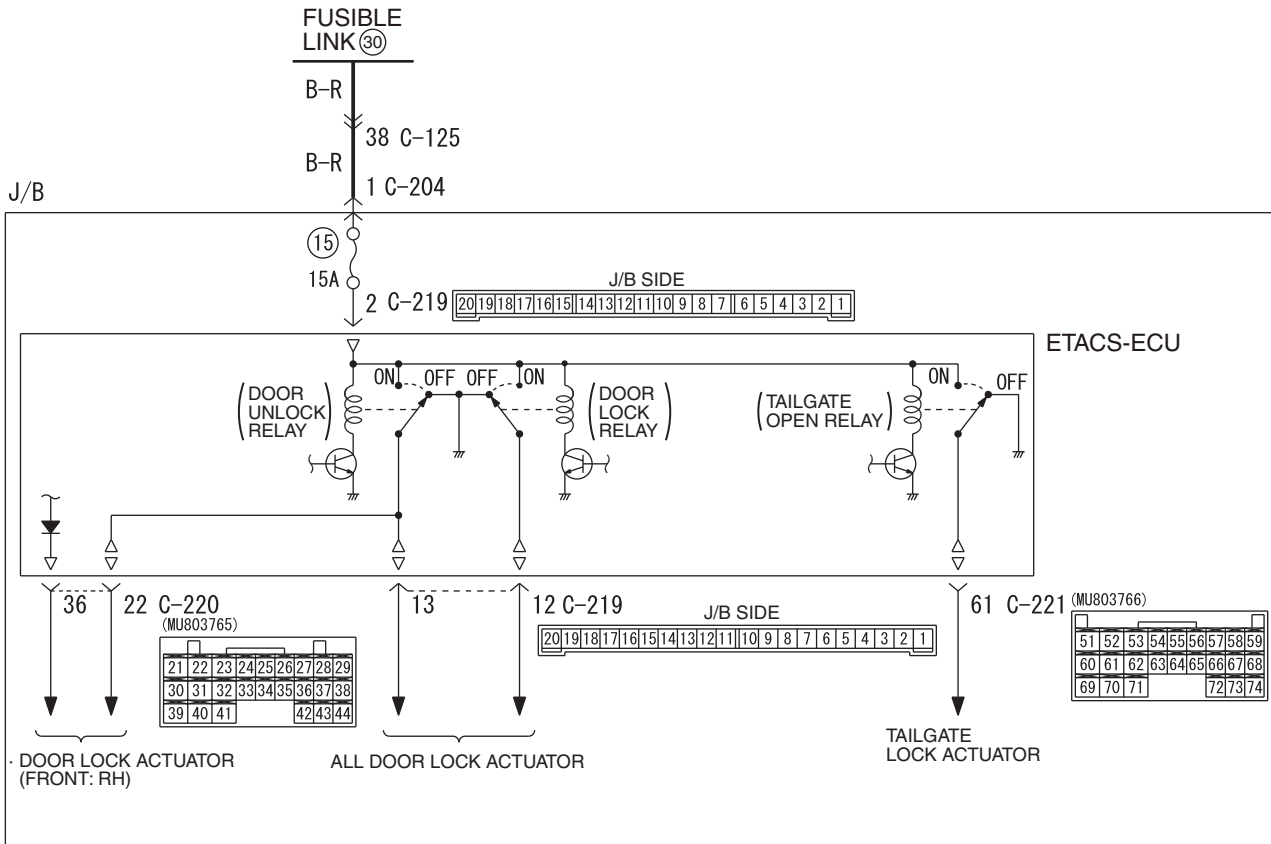 FUSIBLE
LINK ㉚
B-R
38 C-125
B-R
1 C-204
J/B
⑮
15A
2 C-219
J/B SIDE
20 19 18 17 16 15 14 13 12 11 10 9 8 7 6 5 4 3 2 1
ETACS-ECU
ON OFF OFF ON
ON OFF
(DOOR
UNLOCK
RELAY)
(DOOR
LOCK
RELAY)
(TAILGATE
OPEN RELAY)
36 22 C-220
(MU803765)
21 22 23 24 25 26 27 28 29
30 31 32 33 34 35 36 37 38
39 40 41 42 43 44
13 12 C-219
J/B SIDE
20 19 18 17 16 15 14 13 12 11 10 9 8 7 6 5 4 3 2 1
61 C-221 (MU803766)
51 52 53 54 55 56 57 58 59
60 61 62 63 64 65 66 67 68
69 70 71 72 73 74
· DOOR LOCK ACTUATOR
(FRONT: RH)
ALL DOOR LOCK ACTUATOR
TAILGATE
LOCK ACTUATOR